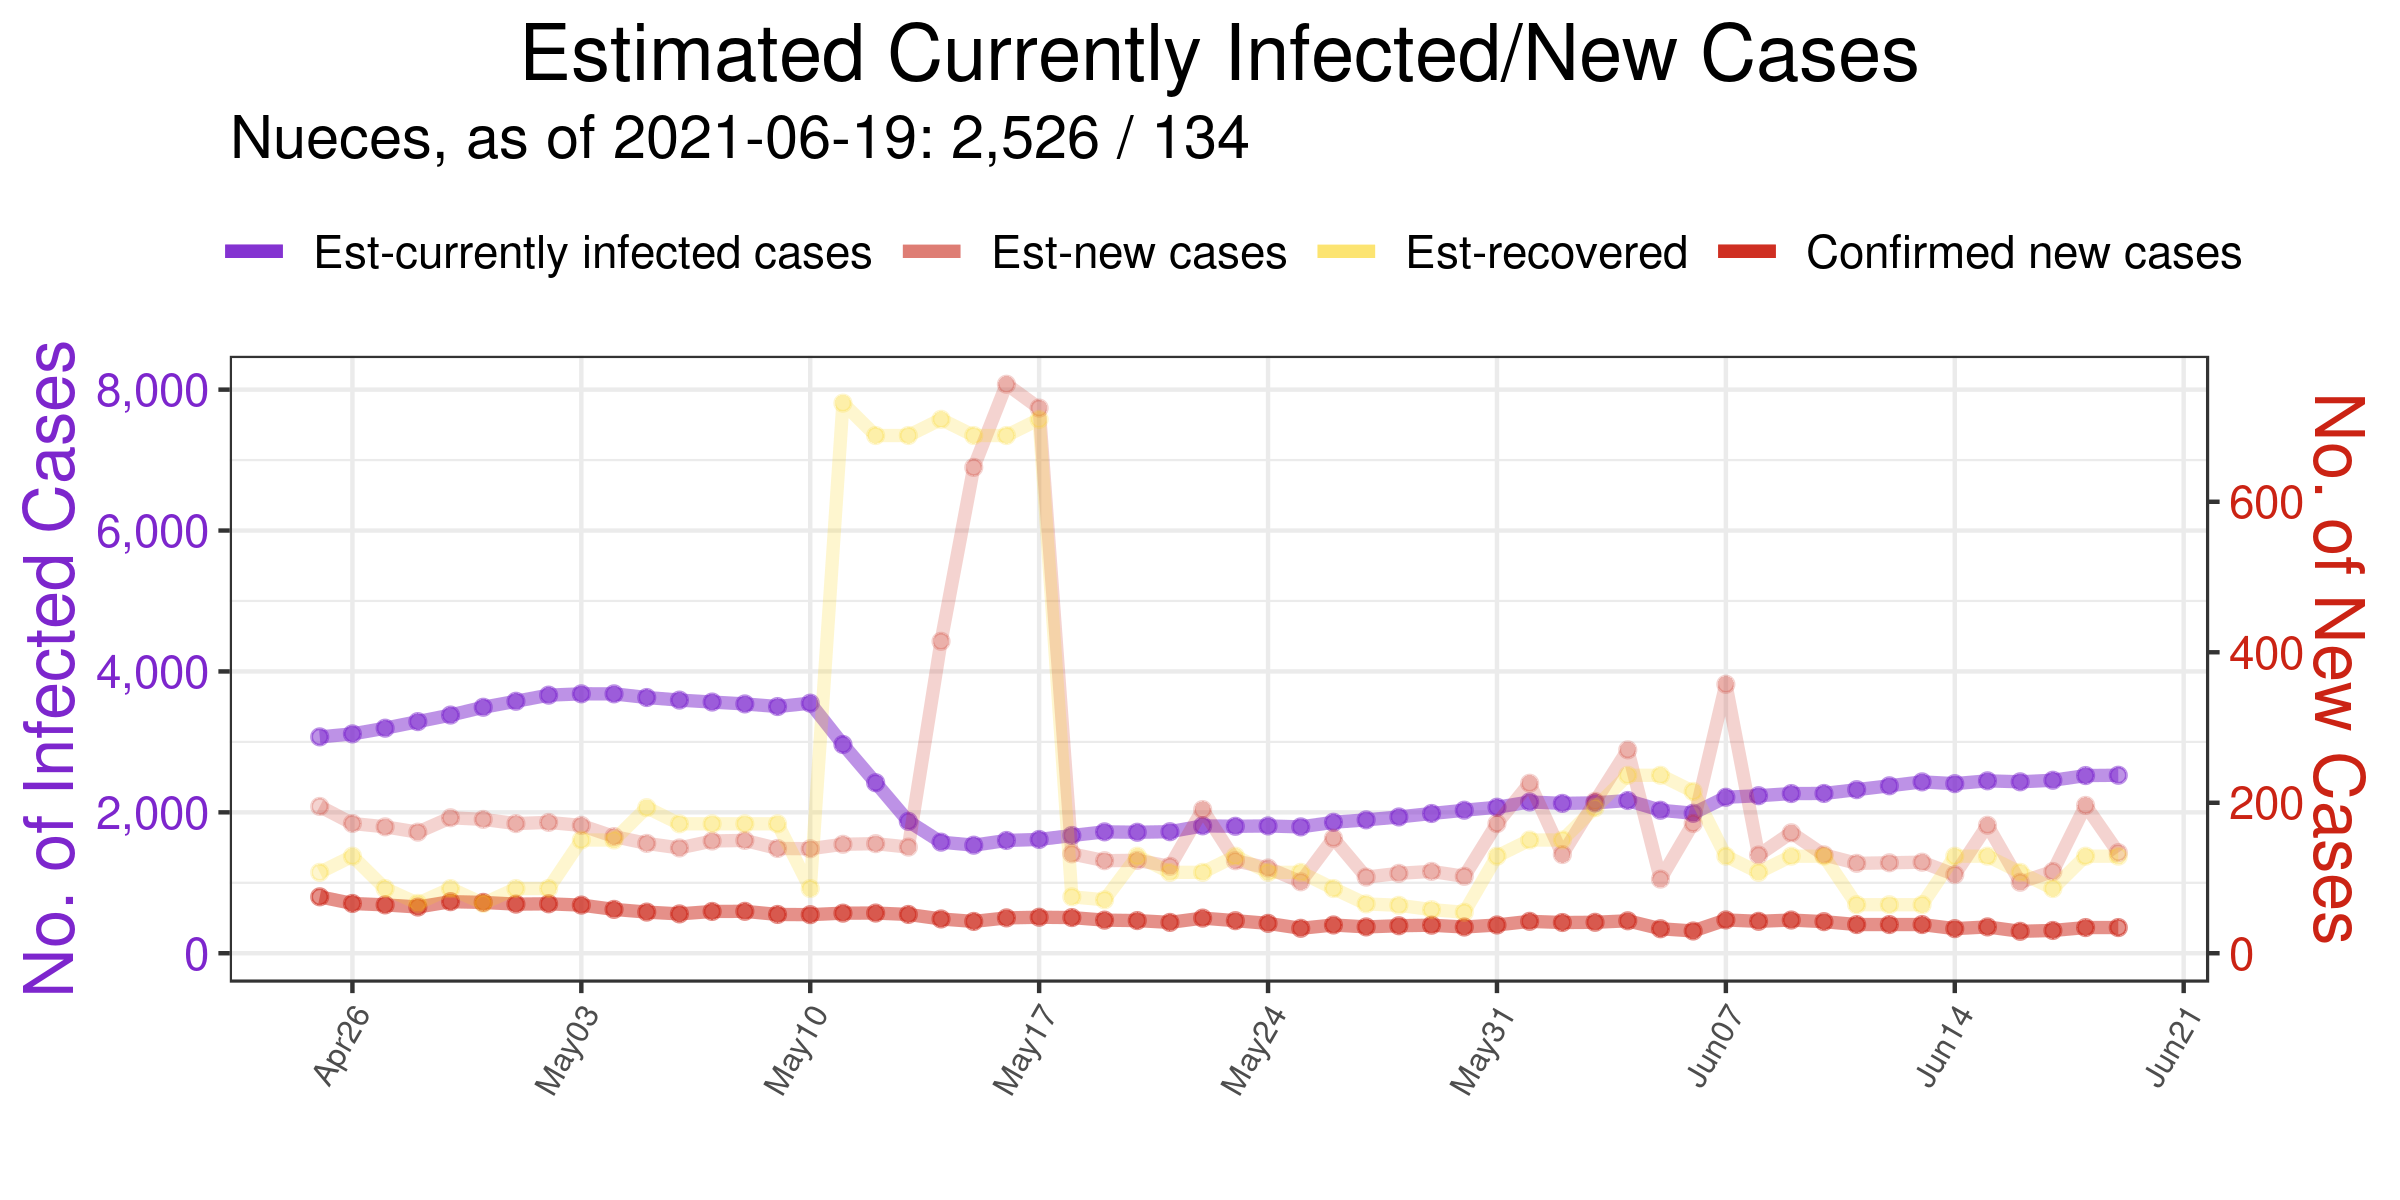 Estimated Currently Infected/New Cases
Nueces, as of 2021-06-19: 2,526 / 134
Est-currently infected cases Est-new cases Est-recovered Confirmed new cases
No. of Infected Cases
8,000
6,000
4,000
2,000
0
No. of New Cases
600
400
200
0
Apr26 May03 May10 May17 May24 May31 Jun07 Jun14 Jun21